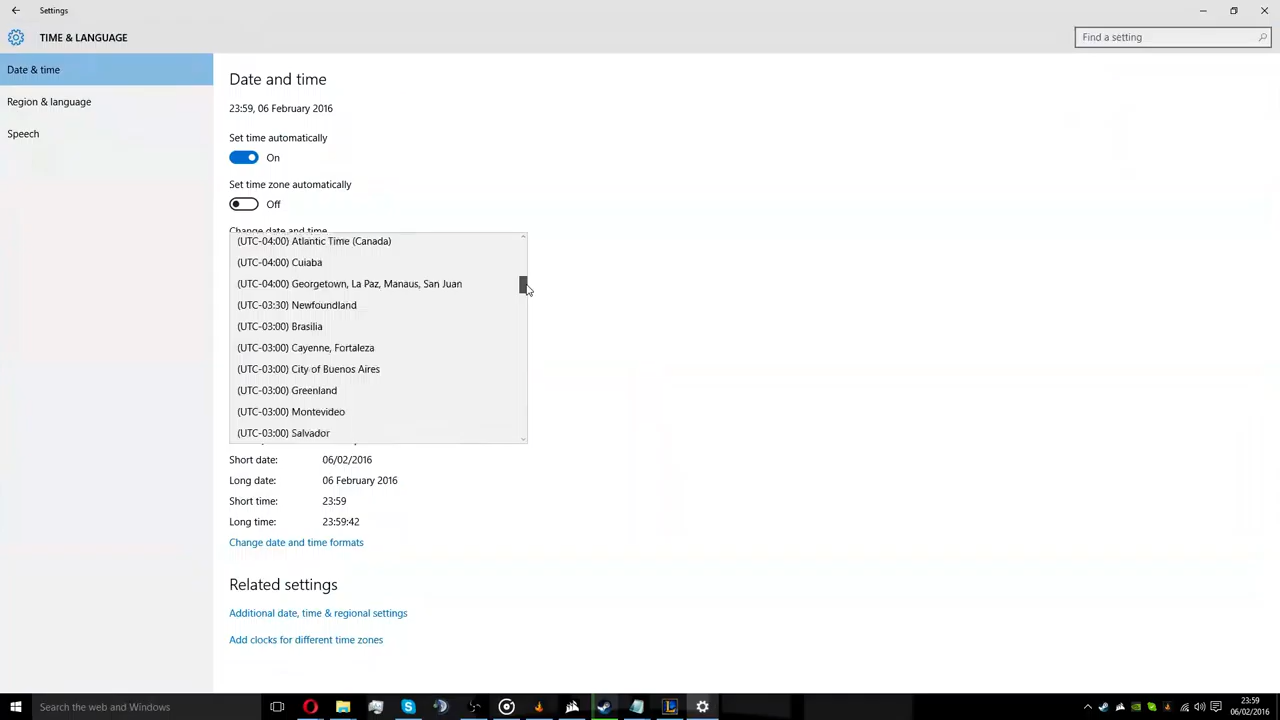 Settings
TIME & LANGUAGE
Find a setting
Date & time
Region & language
Speech
Date and time
23:59, 06 February 2016
Set time automatically
On
Set time zone automatically
Off
Change date and time
(UTC-04:00) Atlantic Time (Canada)
(UTC-04:00) Cuiaba
(UTC-04:00) Georgetown, La Paz, Manaus, San Juan
(UTC-03:30) Newfoundland
(UTC-03:00) Brasilia
(UTC-03:00) Cayenne, Fortaleza
(UTC-03:00) City of Buenos Aires
(UTC-03:00) Greenland
(UTC-03:00) Montevideo
(UTC-03:00) Salvador
Short date: 06/02/2016
Long date: 06 February 2016
Short time: 23:59
Long time: 23:59:42
Change date and time formats
Related settings
Additional date, time & regional settings
Add clocks for different time zones
Search the web and Windows
23:59
06/02/2016